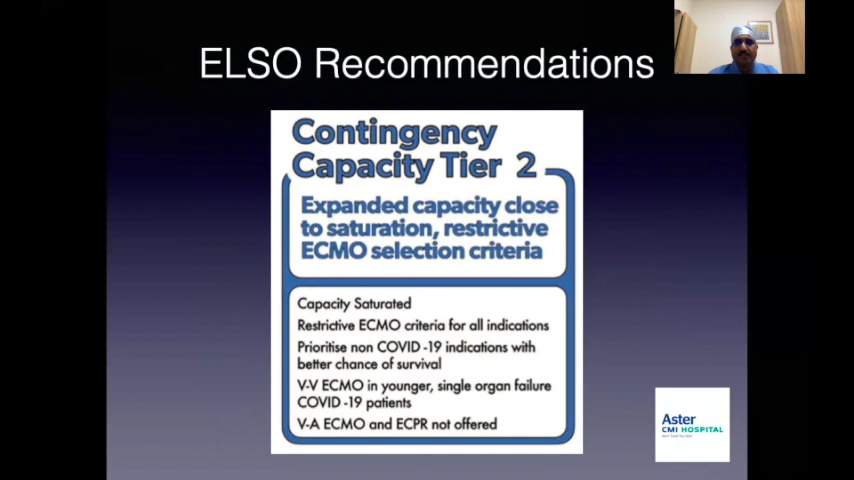 ELSO Recommendations
Contingency
Capacity Tier 2
Expanded capacity close
to saturation, restrictive
ECMO selection criteria
Capacity Saturated
Restrictive ECMO criteria for all indications
Prioritise non COVID -19 indications with
better chance of survival
V-V ECMO in younger, single organ failure
COVID -19 patients
V-A ECMO and ECPR not offered
Aster
CMI HOSPITAL